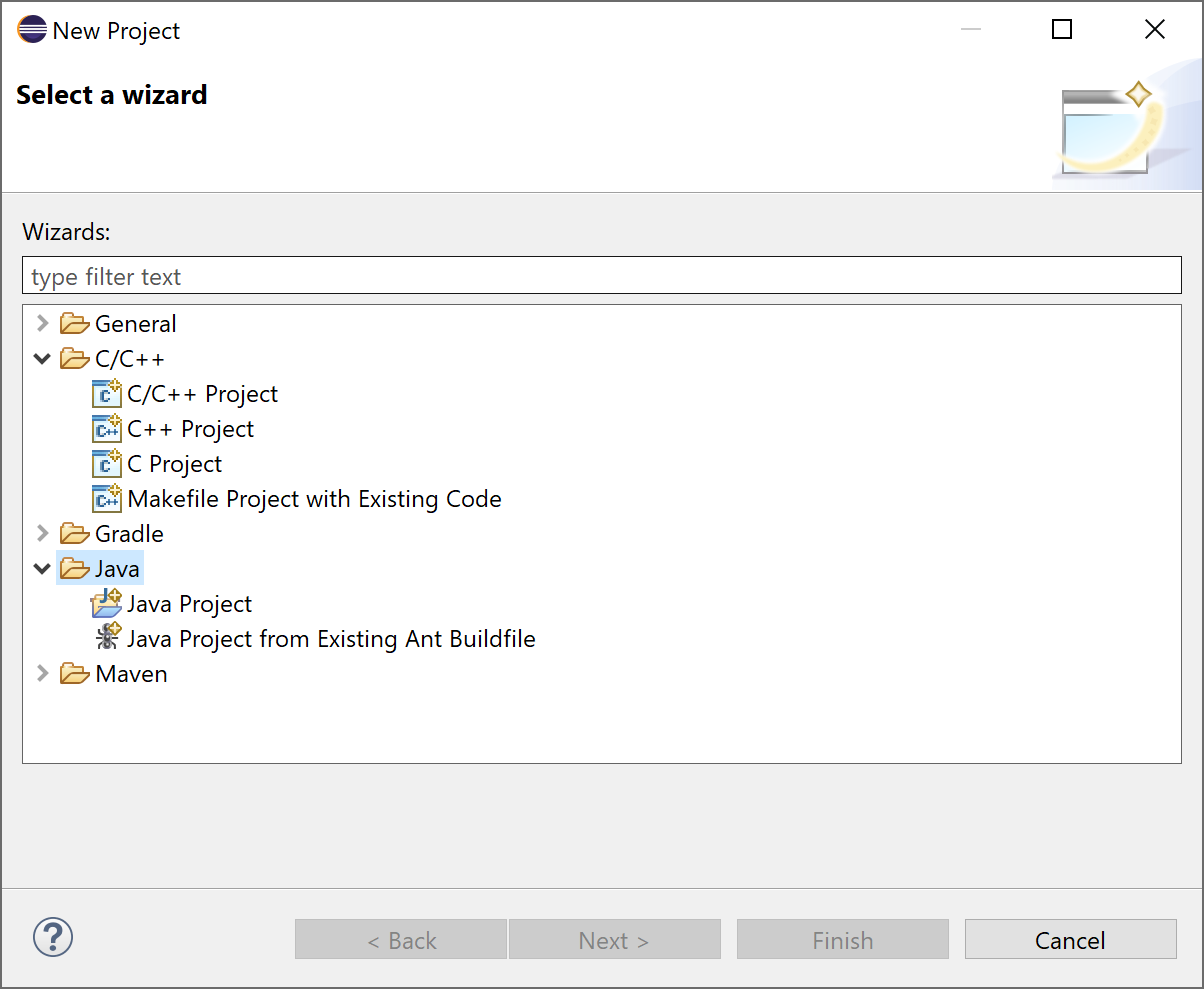 New Project
Select a wizard
Wizards:
type filter text
General
C/C++
C/C++ Project
C++ Project
C Project
Makefile Project with Existing Code
Gradle
Java
Java Project
Java Project from Existing Ant Buildfile
Maven
? < Back Next > Finish Cancel